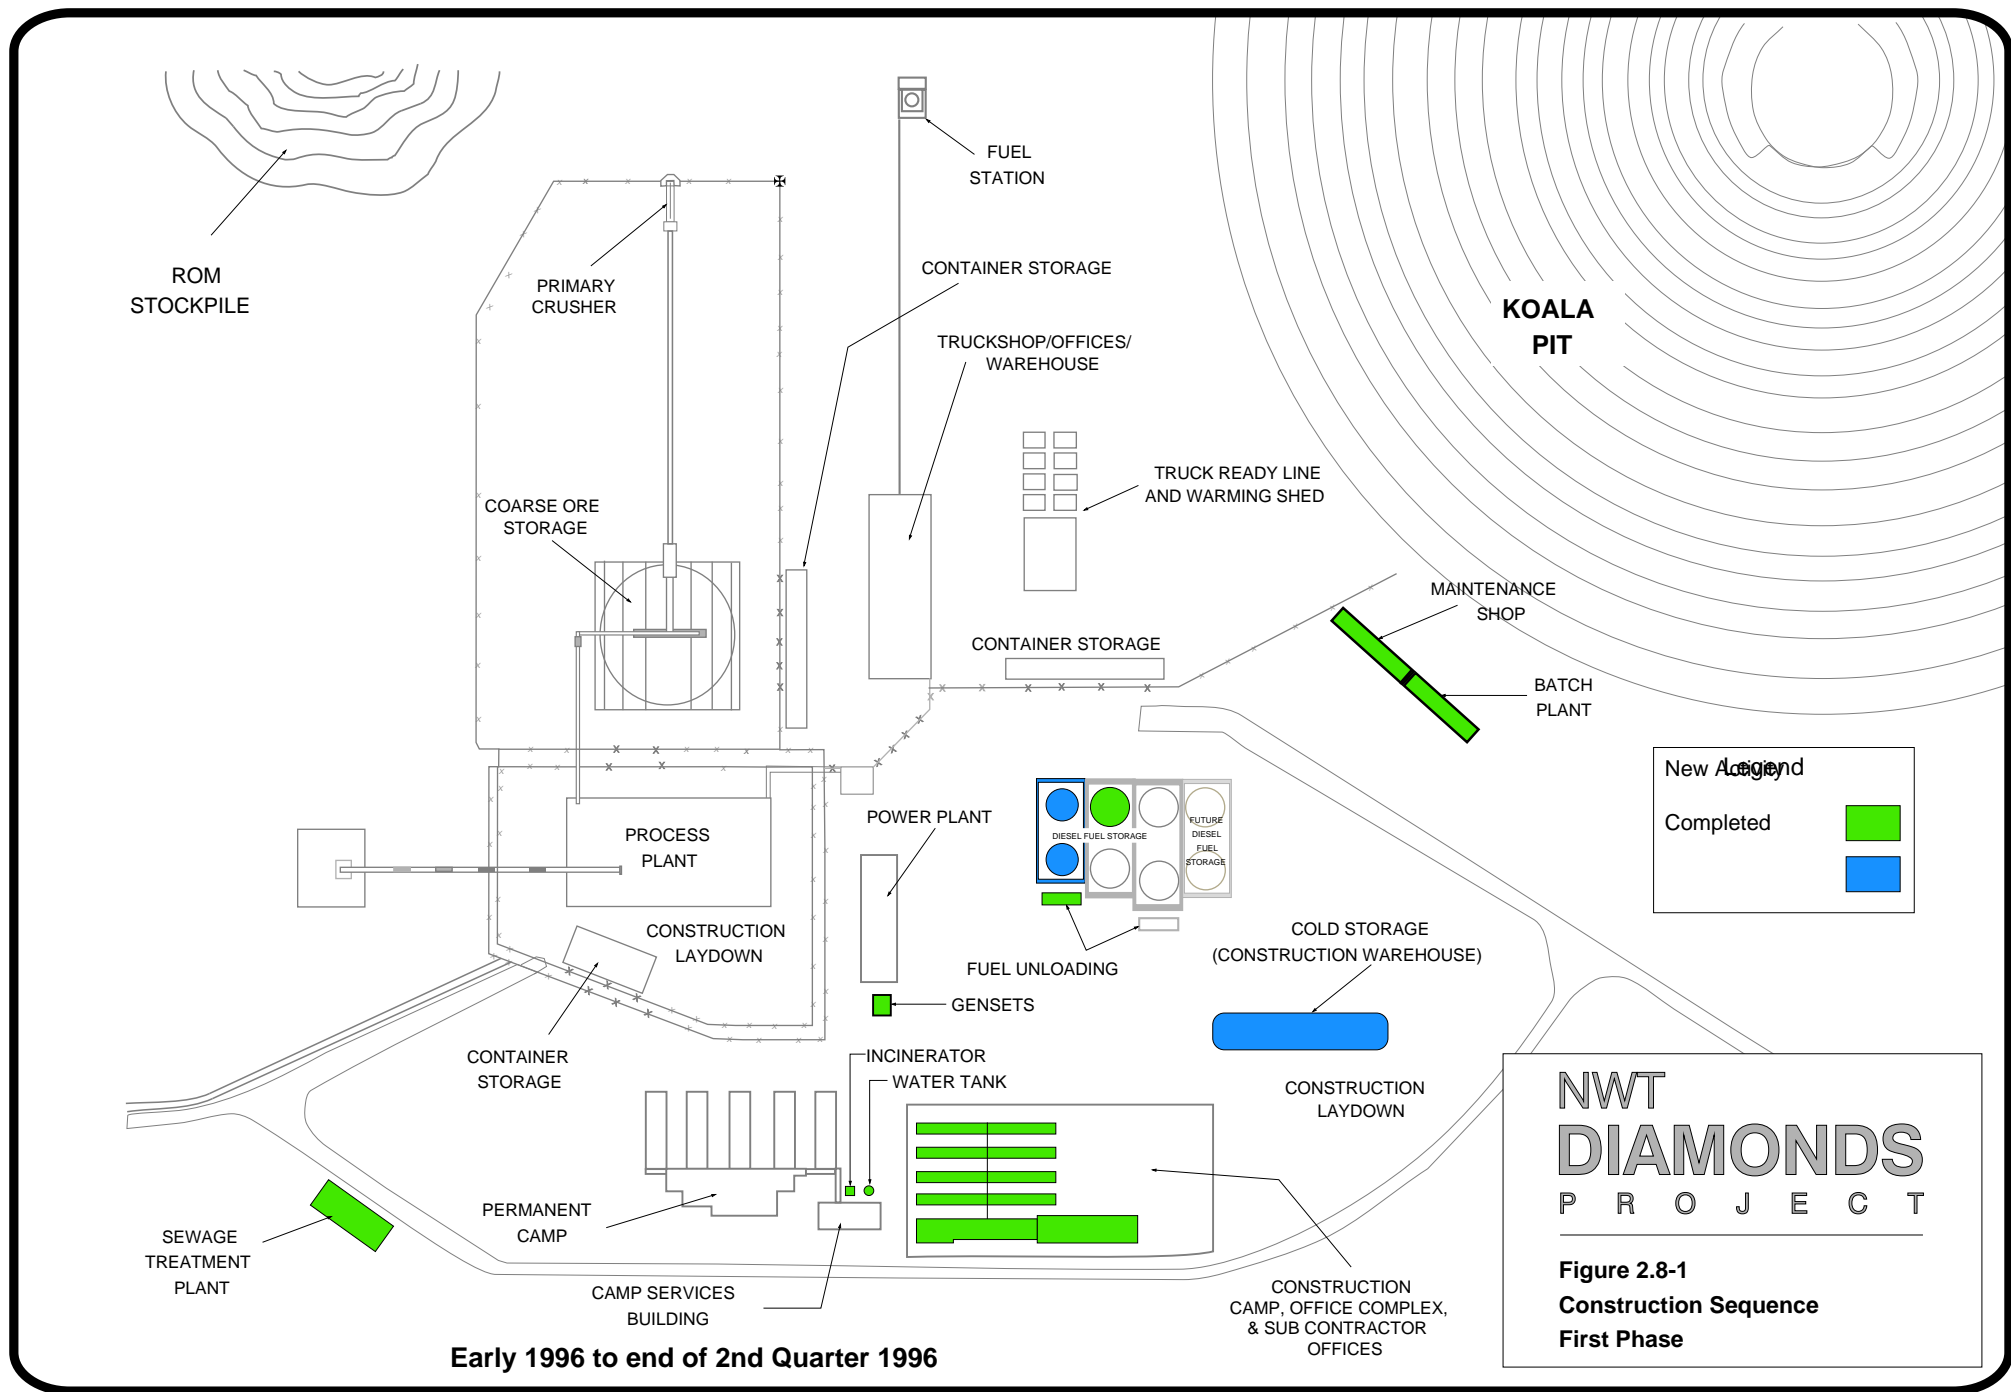 FUEL
STATION
ROM
STOCKPILE
PRIMARY
CRUSHER
CONTAINER STORAGE
TRUCKSHOP/OFFICES/
WAREHOUSE
KOALA
PIT
COARSE ORE
STORAGE
TRUCK READY LINE
AND WARMING SHED
MAINTENANCE
SHOP
CONTAINER STORAGE
BATCH
PLANT
Legend
New Activity
Completed
POWER PLANT
PROCESS
PLANT
DIESEL FUEL STORAGE
FUTURE
DIESEL
FUEL
STORAGE
CONSTRUCTION
LAYDOWN
COLD STORAGE
(CONSTRUCTION WAREHOUSE)
FUEL UNLOADING
GENSETS
CONTAINER
STORAGE
INCINERATOR
WATER TANK
CONSTRUCTION
LAYDOWN
PERMANENT
CAMP
SEWAGE
TREATMENT
PLANT
CAMP SERVICES
BUILDING
CONSTRUCTION
CAMP, OFFICE COMPLEX,
& SUB CONTRACTOR
OFFICES
NWT
DIAMONDS
PROJECT
Figure 2.8-1
Construction Sequence
First Phase
Early 1996 to end of 2nd Quarter 1996